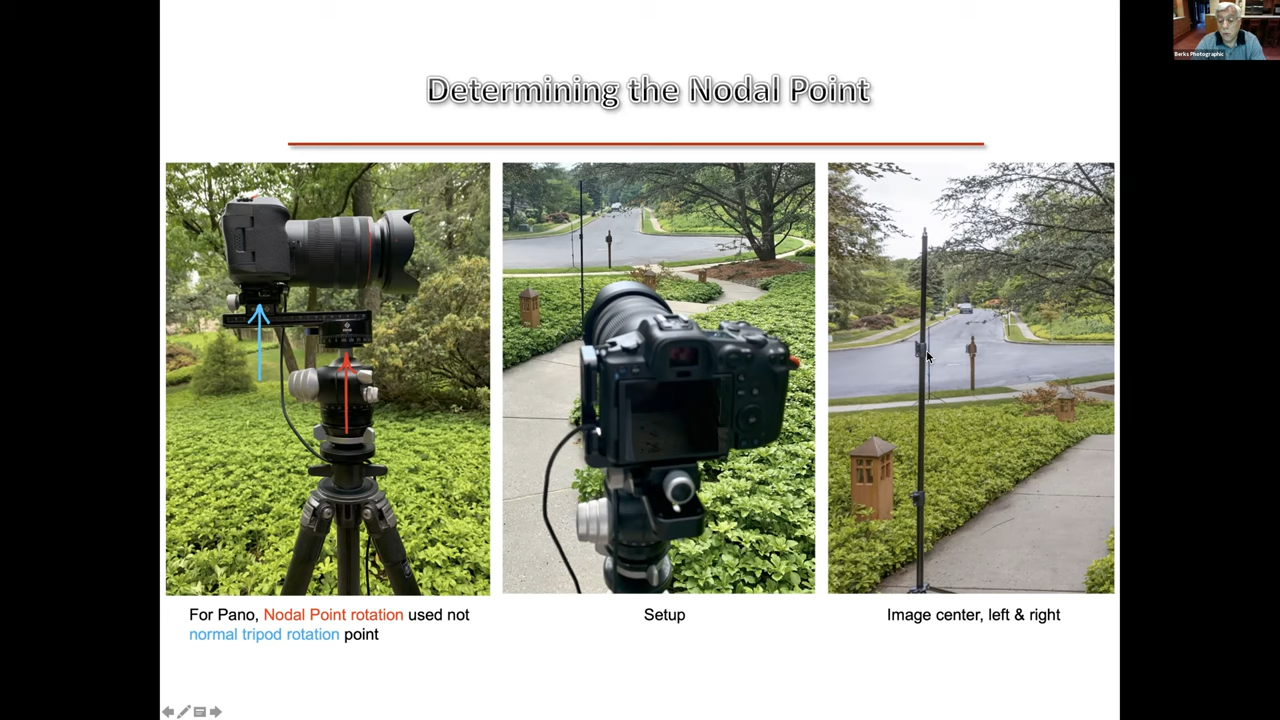 Berks Photographic
Determining the Nodal Point
For Pano, Nodal Point rotation used not
normal tripod rotation point
Setup
Image center, left & right